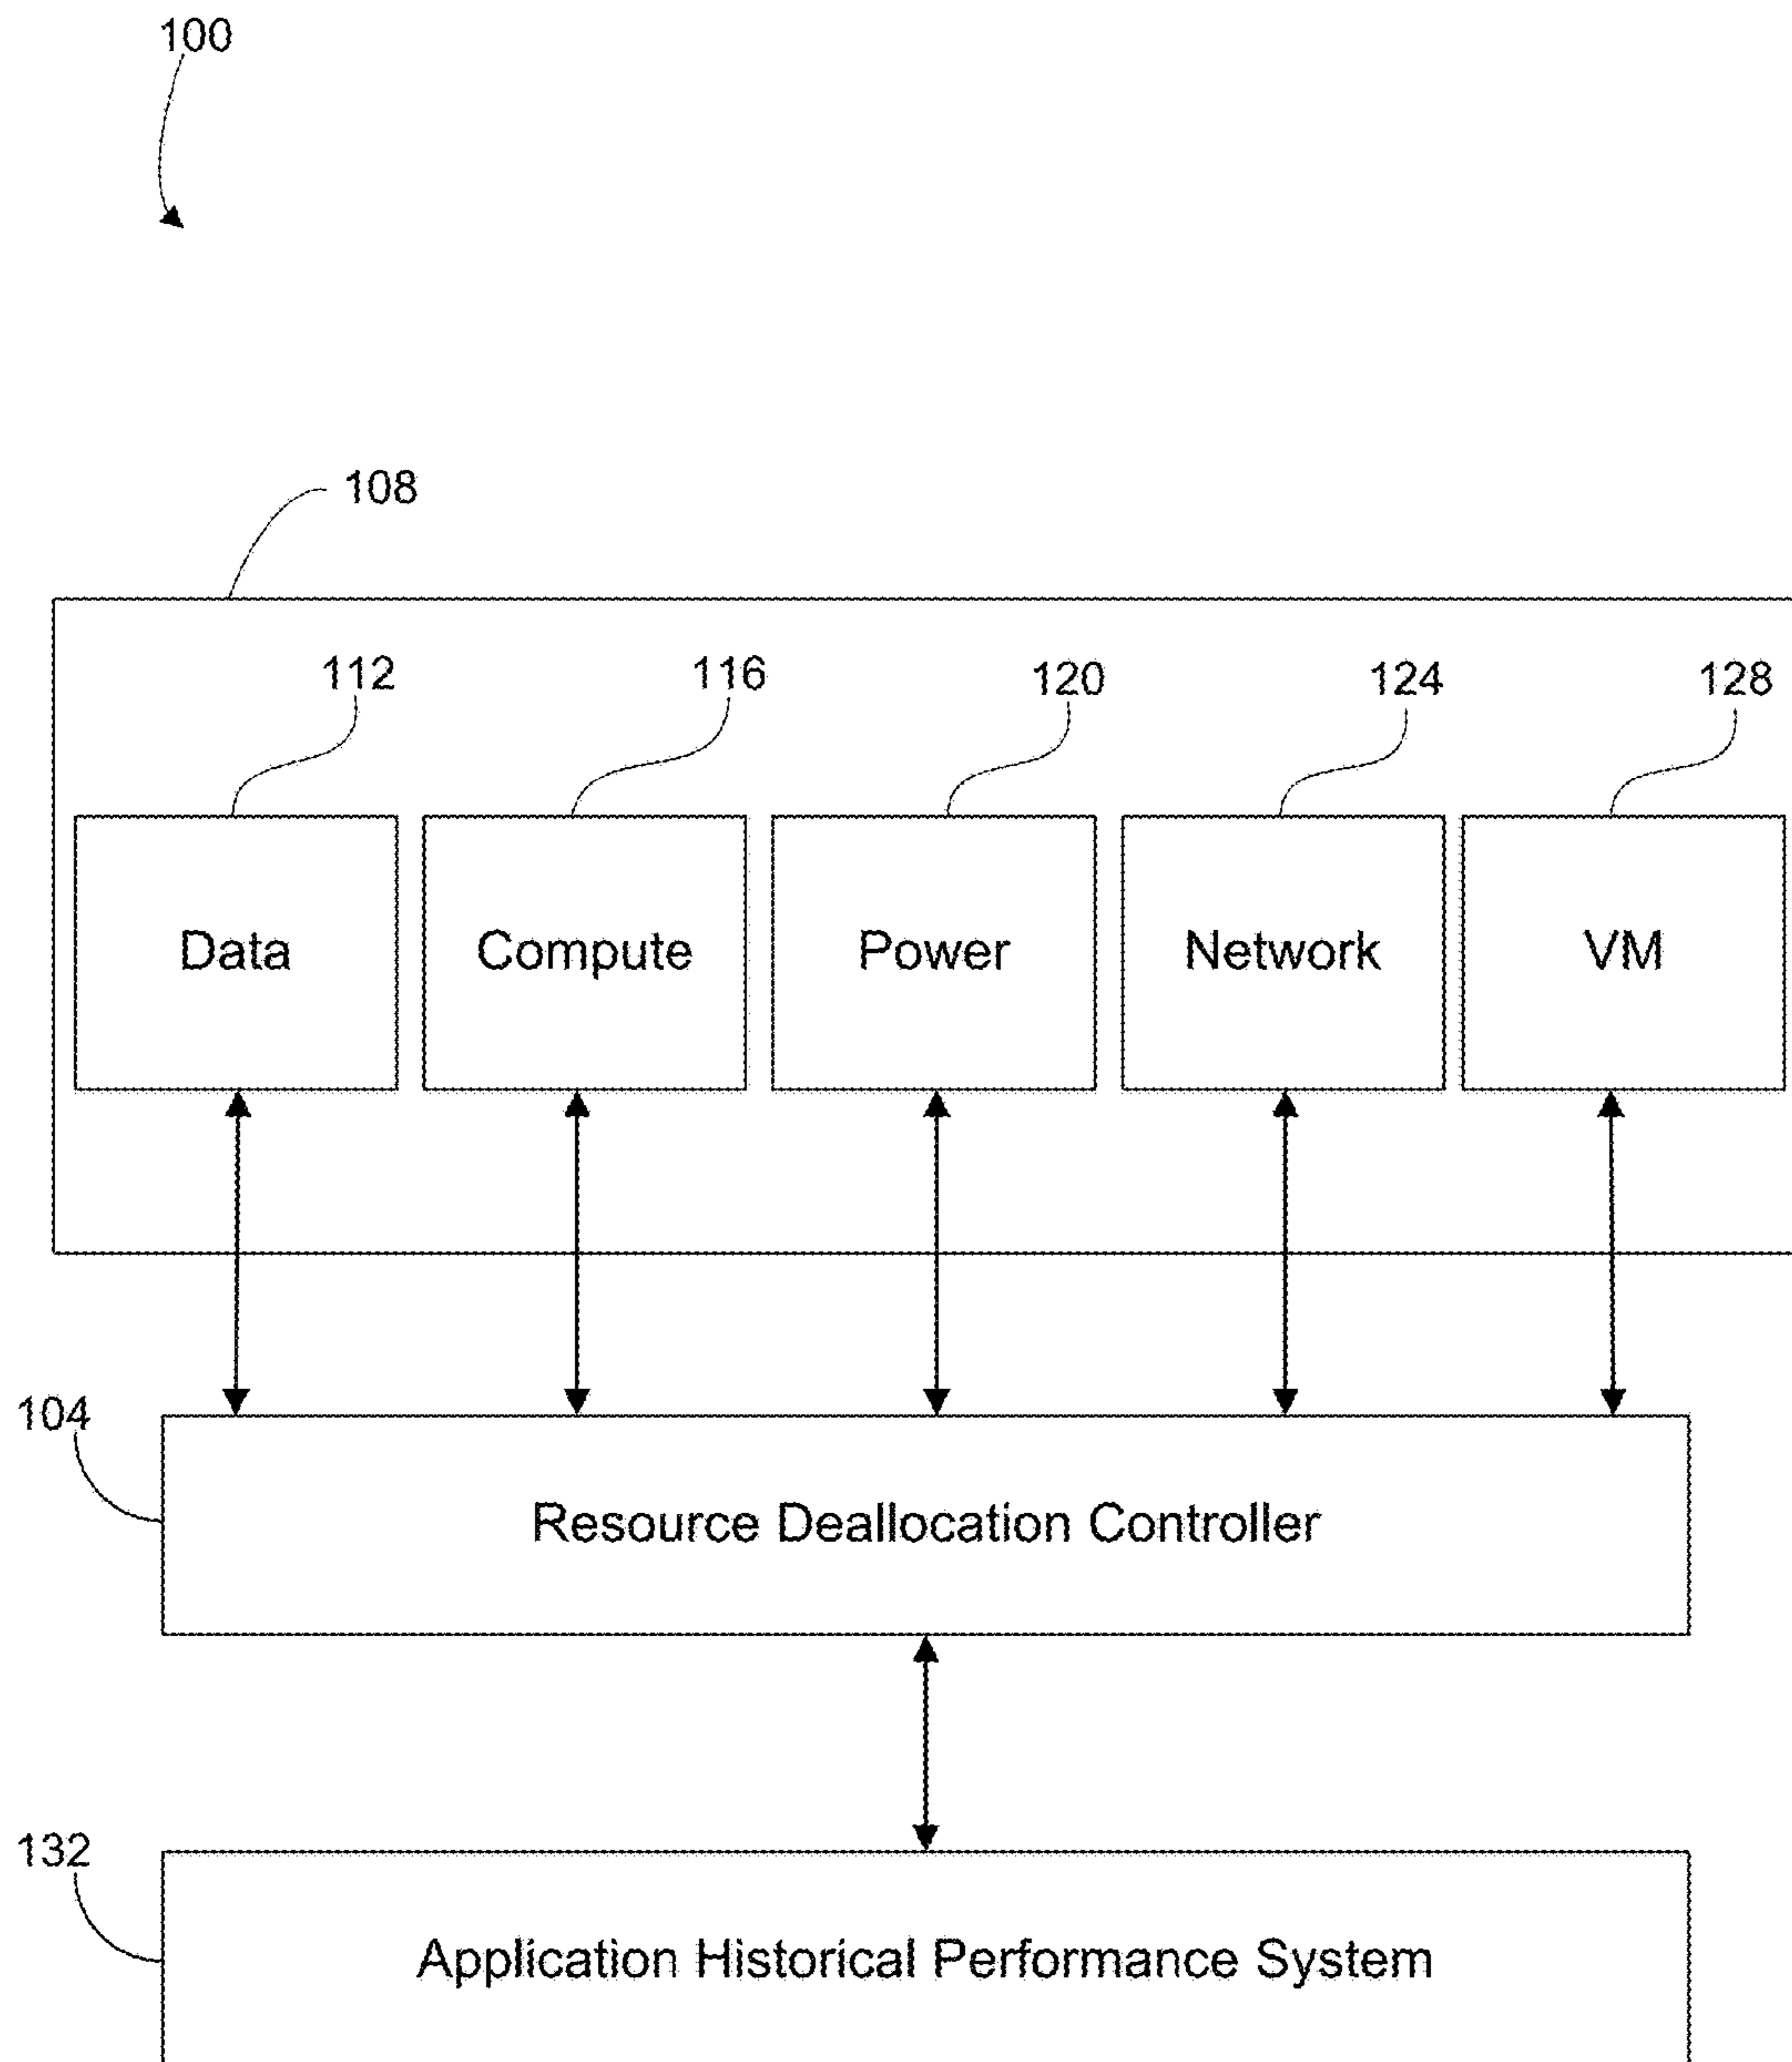 100
108
112 116 120 124 128
Data Compute Power Network VM
104
Resource Deallocation Controller
132
Application Historical Performance System